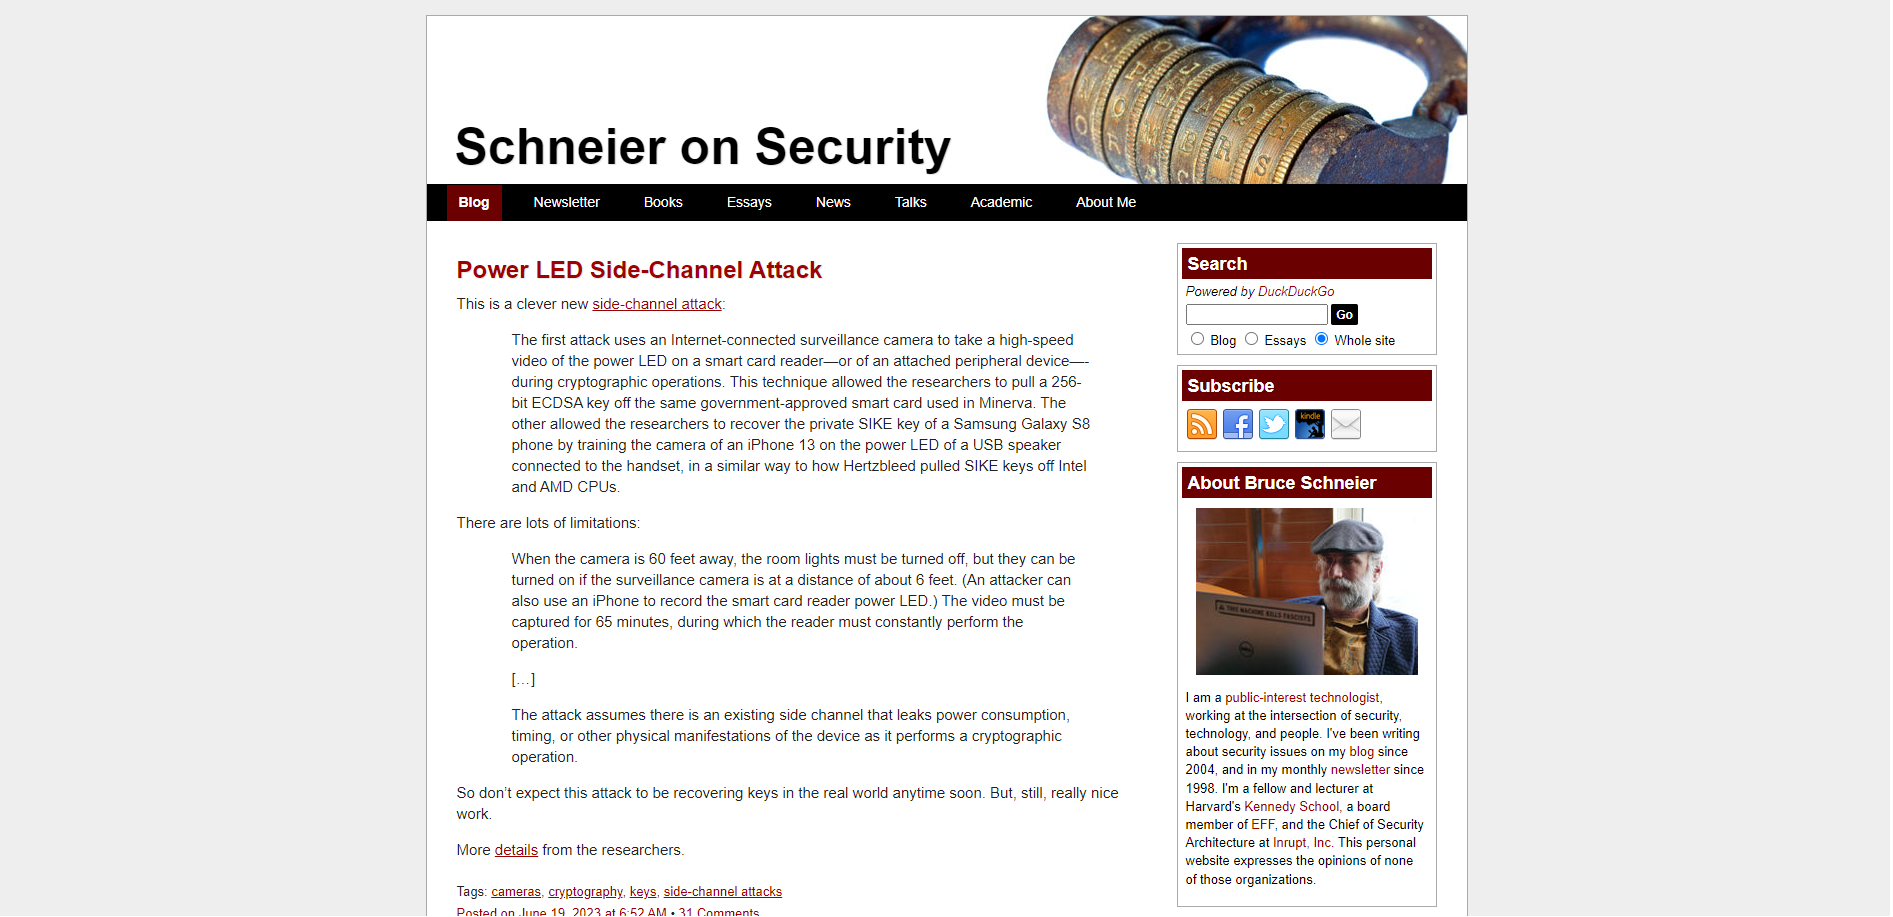 Schneier on Security
Blog
Newsletter
Books
Essays
News
Talks
Academic
About Me
Power LED Side-Channel Attack
This is a clever new side-channel attack:
The first attack uses an Internet-connected surveillance camera to take a high-speed
video of the power LED on a smart card reader—or of an attached peripheral device—-
during cryptographic operations. This technique allowed the researchers to pull a 256-
bit ECDSA key off the same government-approved smart card used in Minerva. The
other allowed the researchers to recover the private SIKE key of a Samsung Galaxy S8
phone by training the camera of an iPhone 13 on the power LED of a USB speaker
connected to the handset, in a similar way to how Hertzbleed pulled SIKE keys off Intel
and AMD CPUs.
There are lots of limitations:
When the camera is 60 feet away, the room lights must be turned off, but they can be
turned on if the surveillance camera is at a distance of about 6 feet. (An attacker can
also use an iPhone to record the smart card reader power LED.) The video must be
captured for 65 minutes, during which the reader must constantly perform the
operation.
[…]
The attack assumes there is an existing side channel that leaks power consumption,
timing, or other physical manifestations of the device as it performs a cryptographic
operation.
So don’t expect this attack to be recovering keys in the real world anytime soon. But, still, really nice
work.
More details from the researchers.
Tags: cameras, cryptography, keys, side-channel attacks
Posted on June 19, 2023 at 6:52 AM • 31 Comments
Search
Powered by DuckDuckGo
Go
Blog Essays Whole site
Subscribe
kindle
About Bruce Schneier
THIS MACHINE KILLS FASCISTS
DELL
I am a public-interest technologist,
working at the intersection of security,
technology, and people. I've been writing
about security issues on my blog since
2004, and in my monthly newsletter since
1998. I'm a fellow and lecturer at
Harvard's Kennedy School, a board
member of EFF, and the Chief of Security
Architecture at Inrupt, Inc. This personal
website expresses the opinions of none
of those organizations.